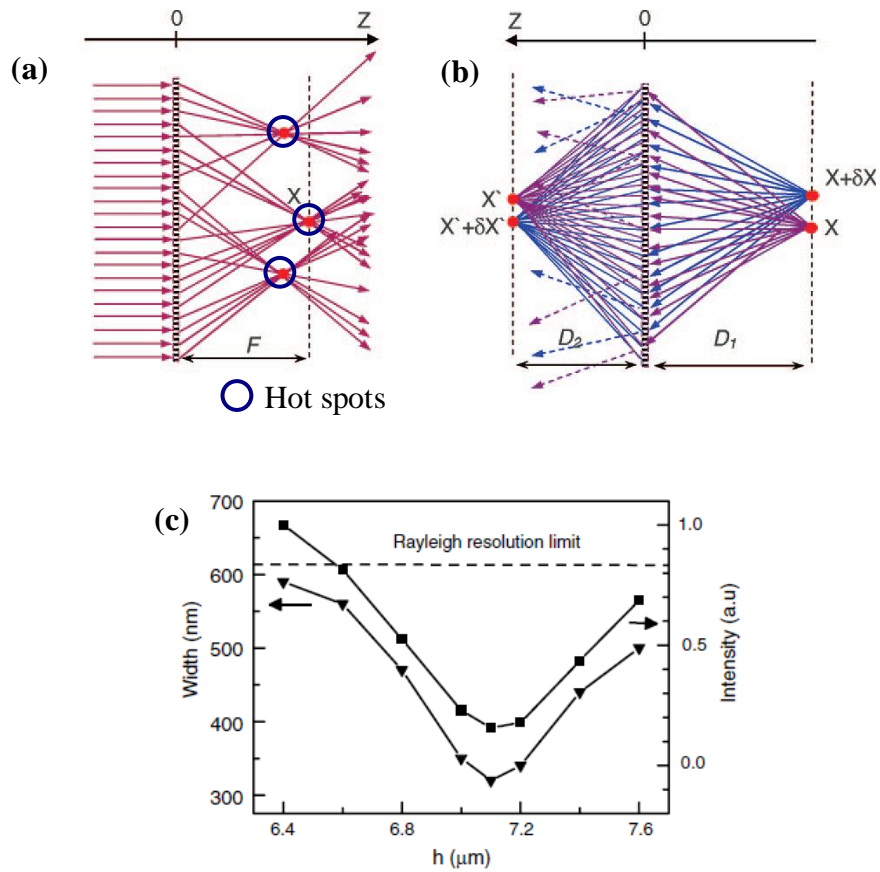 0 Z
Z 0
(a)
(b)
X
X+δX
X`
X`+δX`
X
F
D2
D1
Hot spots
(c)
700
600
500
400
300
Width (nm)
Rayleigh resolution limit
1.0
0.5
0.0
Intensity (a.u)
6.4 6.8 7.2 7.6
h (μm)